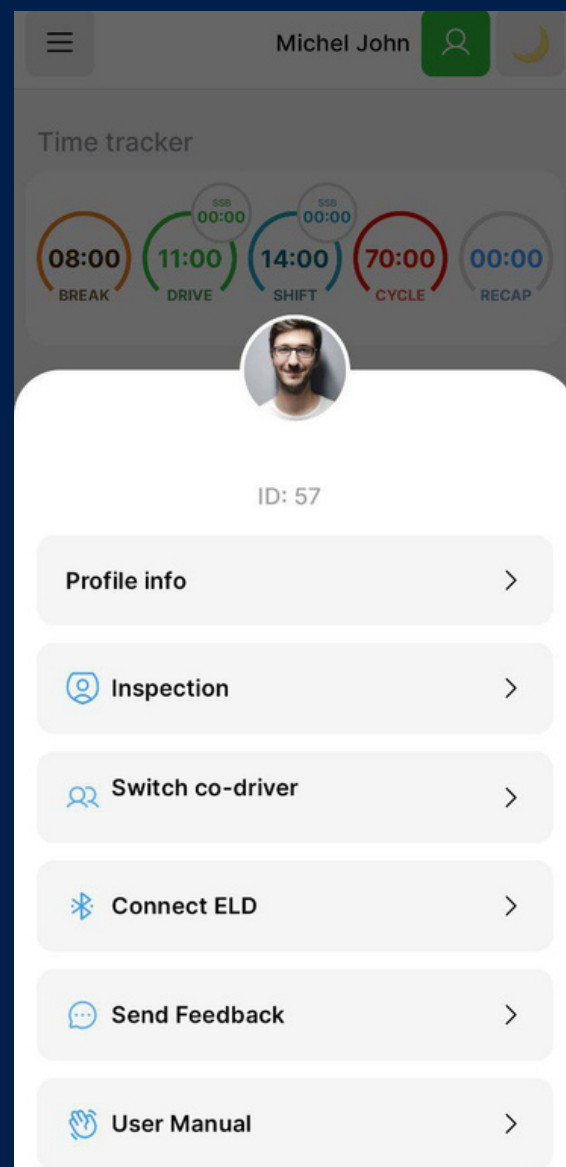 Michel John
Time tracker
SSB
00:00
SSB
00:00
08:00
BREAK
11:00
DRIVE
14:00
SHIFT
70:00
CYCLE
00:00
RECAP
ID: 57
Profile info
Inspection
Switch co-driver
Connect ELD
Send Feedback
User Manual